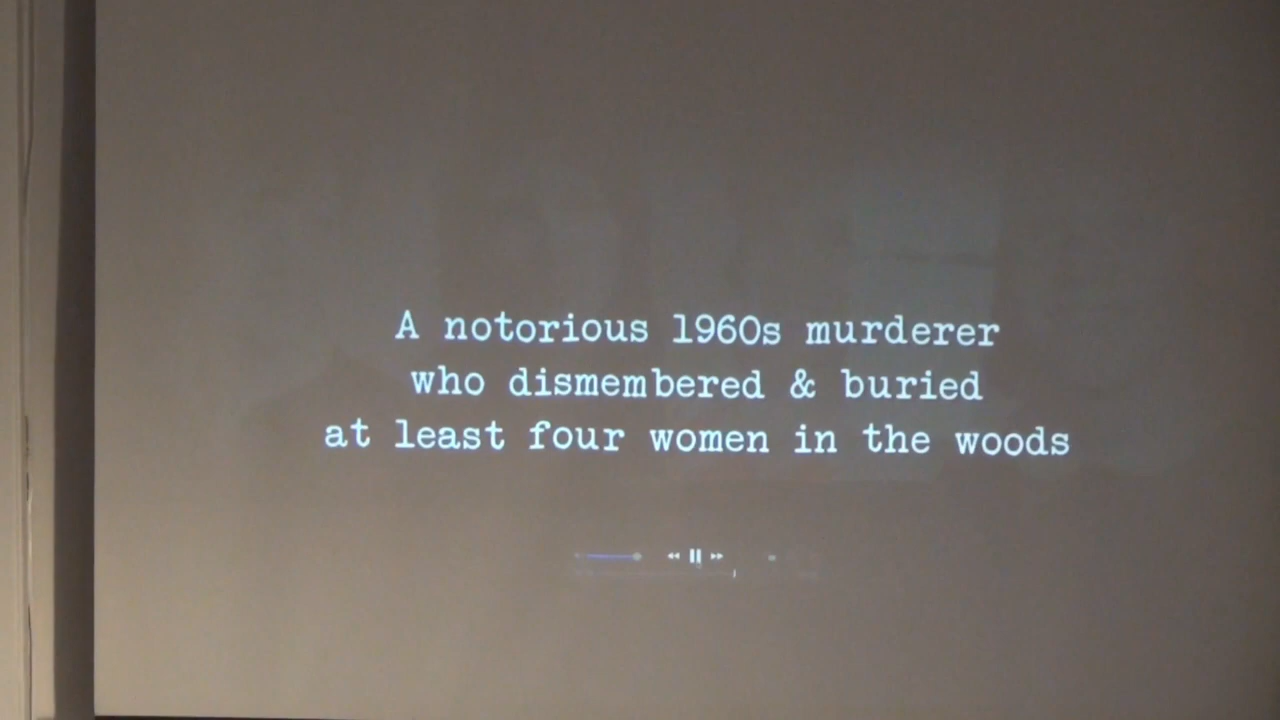 A notorious 1960s murderer
who dismembered & buried
at least four women in the woods